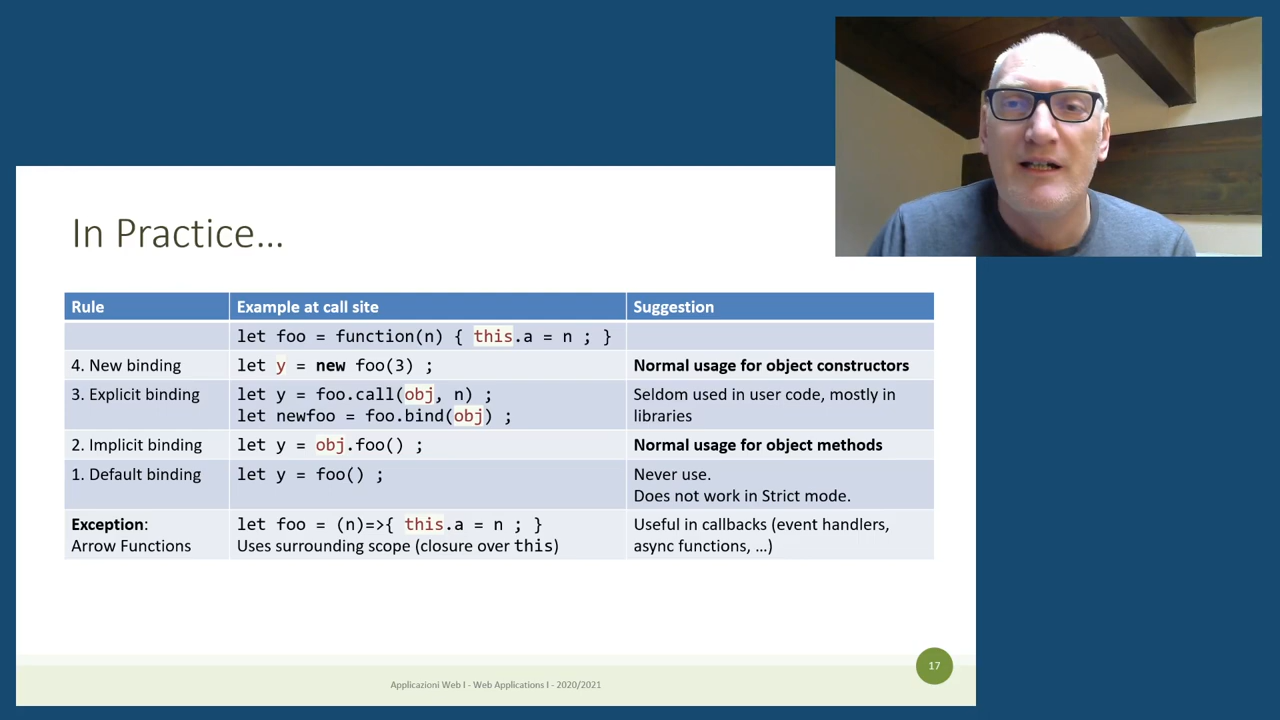 In Practice…
Rule Example at call site Suggestion
let foo = function(n) { this.a = n ; }
4. New binding let y = new foo(3) ; Normal usage for object constructors
3. Explicit binding let y = foo.call(obj, n) ; Seldom used in user code, mostly in
let newfoo = foo.bind(obj) ; libraries
2. Implicit binding let y = obj.foo() ; Normal usage for object methods
1. Default binding let y = foo() ; Never use.
Does not work in Strict mode.
Exception: let foo = (n)=>{ this.a = n ; } Useful in callbacks (event handlers,
Arrow Functions Uses surrounding scope (closure over this) async functions, …)
17
Applicazioni Web I - Web Applications I - 2020/2021